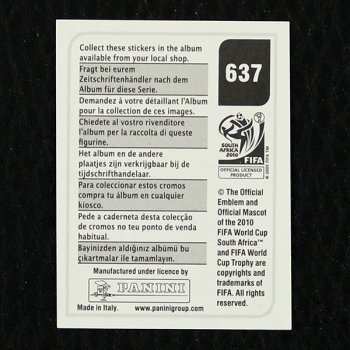 Collect these stickers in the album
available from your local shop.
Fragt bei eurem
Zeitschriftenhändler nach dem
Album für diese Serie.
Demandez à votre détaillant l'Album
pour la collection de ces images.
Chiedete al vostro rivenditore
l'album per la raccolta di queste
figurine.
Het album en de andere
plaatjes zijn verkrijgbaar bij de
tijdschrifthandelaar.
Para coleccionar estos cromos
compra tu álbum en cualquier
kiosco.
Pede a caderneta desta colecção
de cromos no teu ponto de venda
habitual.
Bayinizden aldığınız albümü bu
çıkartmalar ile tamamlayın.
Manufactured under licence by
PANINI
Made in Italy. www.paninigroup.com
637
SOUTH AFRICA
2010
FIFA
OFFICIAL LICENSED
PRODUCT
© 2005 FIFA TM
© The Official
Emblem and
Official Mascot
of the 2010
FIFA World Cup
South Africa™
and FIFA World
Cup Trophy are
copyrights and
trademarks of
FIFA. All rights
reserved.